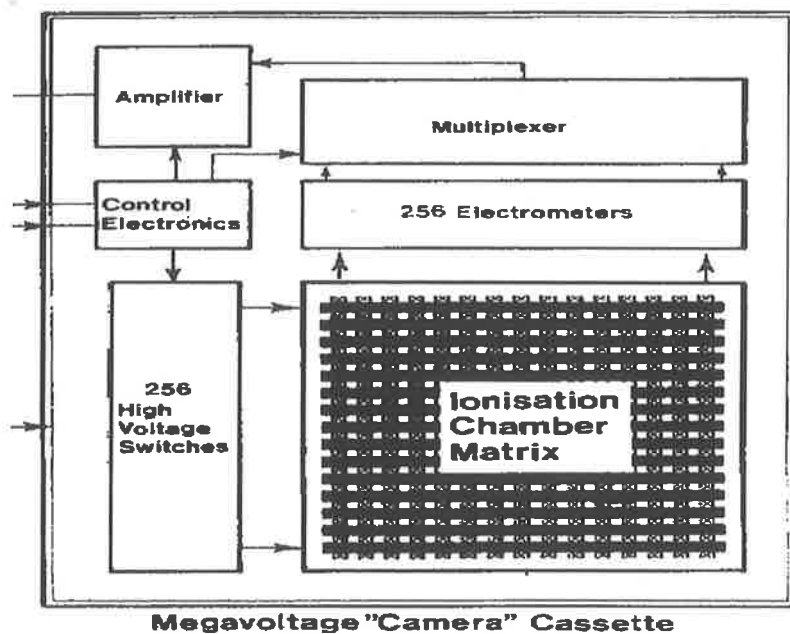 Amplifier
Multiplexer
Control
Electronics
256 Electrometers
256
High
Voltage
Switches
Ionisation
Chamber
Matrix
Megavoltage"Camera" Cassette